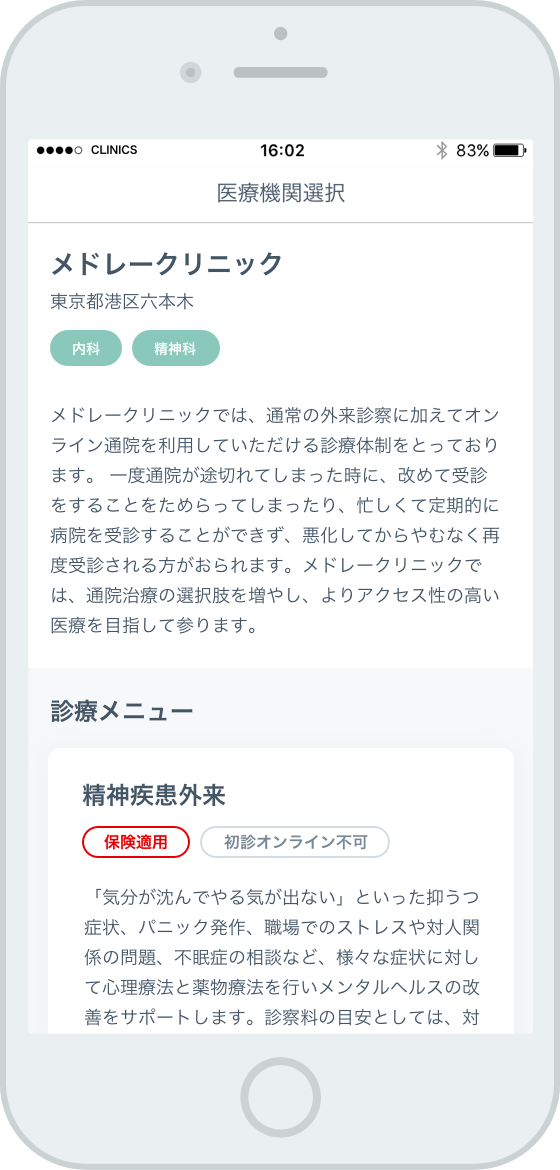 CLINICS 16:02 83%
医療機関選択
メドレークリニック
東京都港区六本木
内科 精神科
メドレークリニックでは、通常の外来診察に加えてオン
ライン通院を利用していただける診療体制をとっており
ます。 一度通院が途切れてしまった時に、改めて受診
をすることをためらってしまったり、忙しくて定期的に
病院を受診することができず、悪化してからやむなく再
度受診される方がおられます。メドレークリニックで
は、通院治療の選択肢を増やし、よりアクセス性の高い
医療を目指して参ります。
診療メニュー
精神疾患外来
保険適用 初診オンライン不可
「気分が沈んでやる気が出ない」といった抑うつ
症状、パニック発作、職場でのストレスや対人関
係の問題、不眠症の相談など、様々な症状に対し
て心理療法と薬物療法を行いメンタルヘルスの改
善をサポートします。診察料の目安としては、対